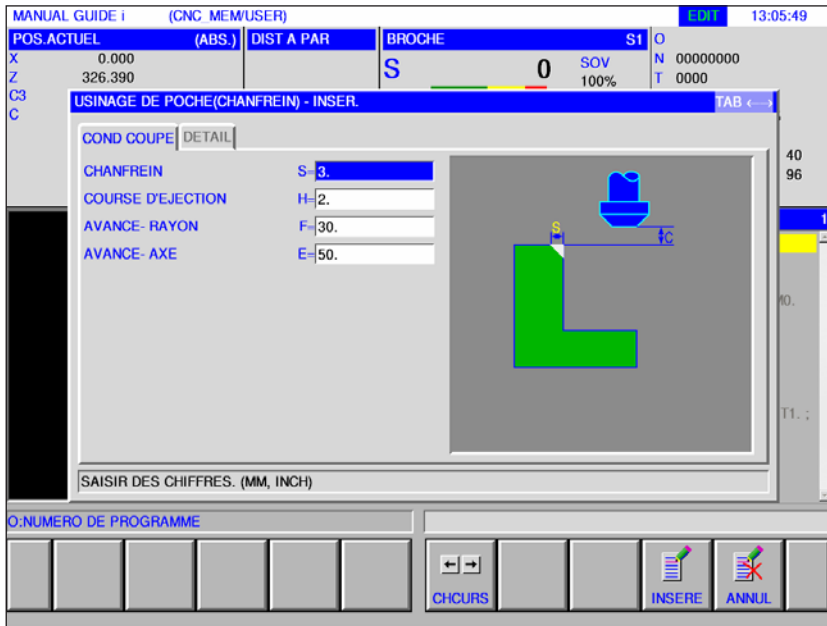 MANUAL GUIDE i (CNC_MEM/USER) EDIT 13:05:49
POS.ACTUEL (ABS.) DIST A PAR BROCHE S1 O
X 0.000 S 0 SOV 100% N 00000000
Z 326.390 T 0000
C3
C
USINAGE DE POCHE(CHANFREIN) - INSER. TAB ←→
COND COUPE DETAIL
CHANFREIN S= 3.
COURSE D'EJECTION H= 2.
AVANCE- RAYON F= 30.
AVANCE- AXE E= 50.
S
C
40
96
1
M0.
T1. ;
SAISIR DES CHIFFRES. (MM, INCH)
O:NUMERO DE PROGRAMME
←→
CHCURS INSERE ANNUL